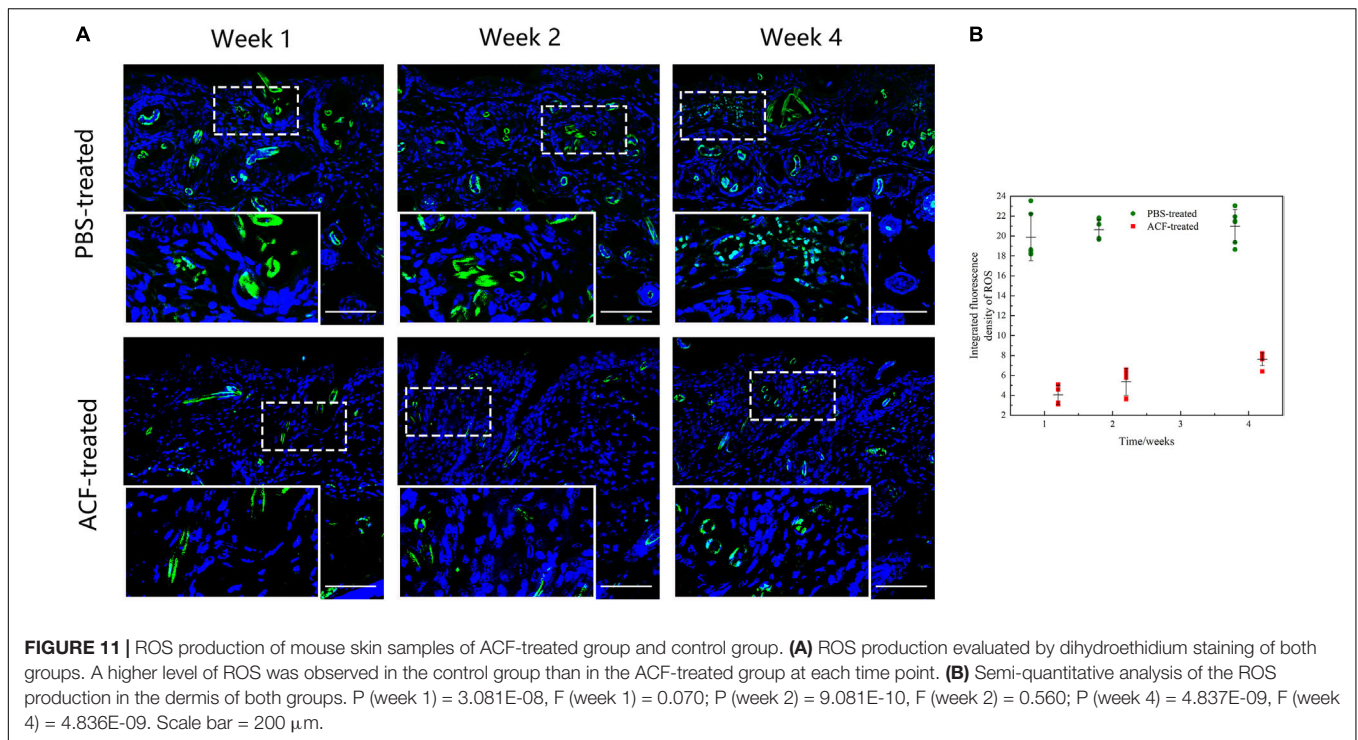 A
Week 1
Week 2
Week 4
PBS-treated
ACF-treated
B
24
22
20
18
16
14
12
10
8
6
4
2
Integrated fluorescence
density of ROS
PBS-treated
ACF-treated
1
2
3
4
Time/weeks
FIGURE 11 | ROS production of mouse skin samples of ACF-treated group and control group. (A) ROS production evaluated by dihydroethidium staining of both
groups. A higher level of ROS was observed in the control group than in the ACF-treated group at each time point. (B) Semi-quantitative analysis of the ROS
production in the dermis of both groups. P (week 1) = 3.081E-08, F (week 1) = 0.070; P (week 2) = 9.081E-10, F (week 2) = 0.560; P (week 4) = 4.837E-09, F (week
4) = 4.836E-09. Scale bar = 200 μm.